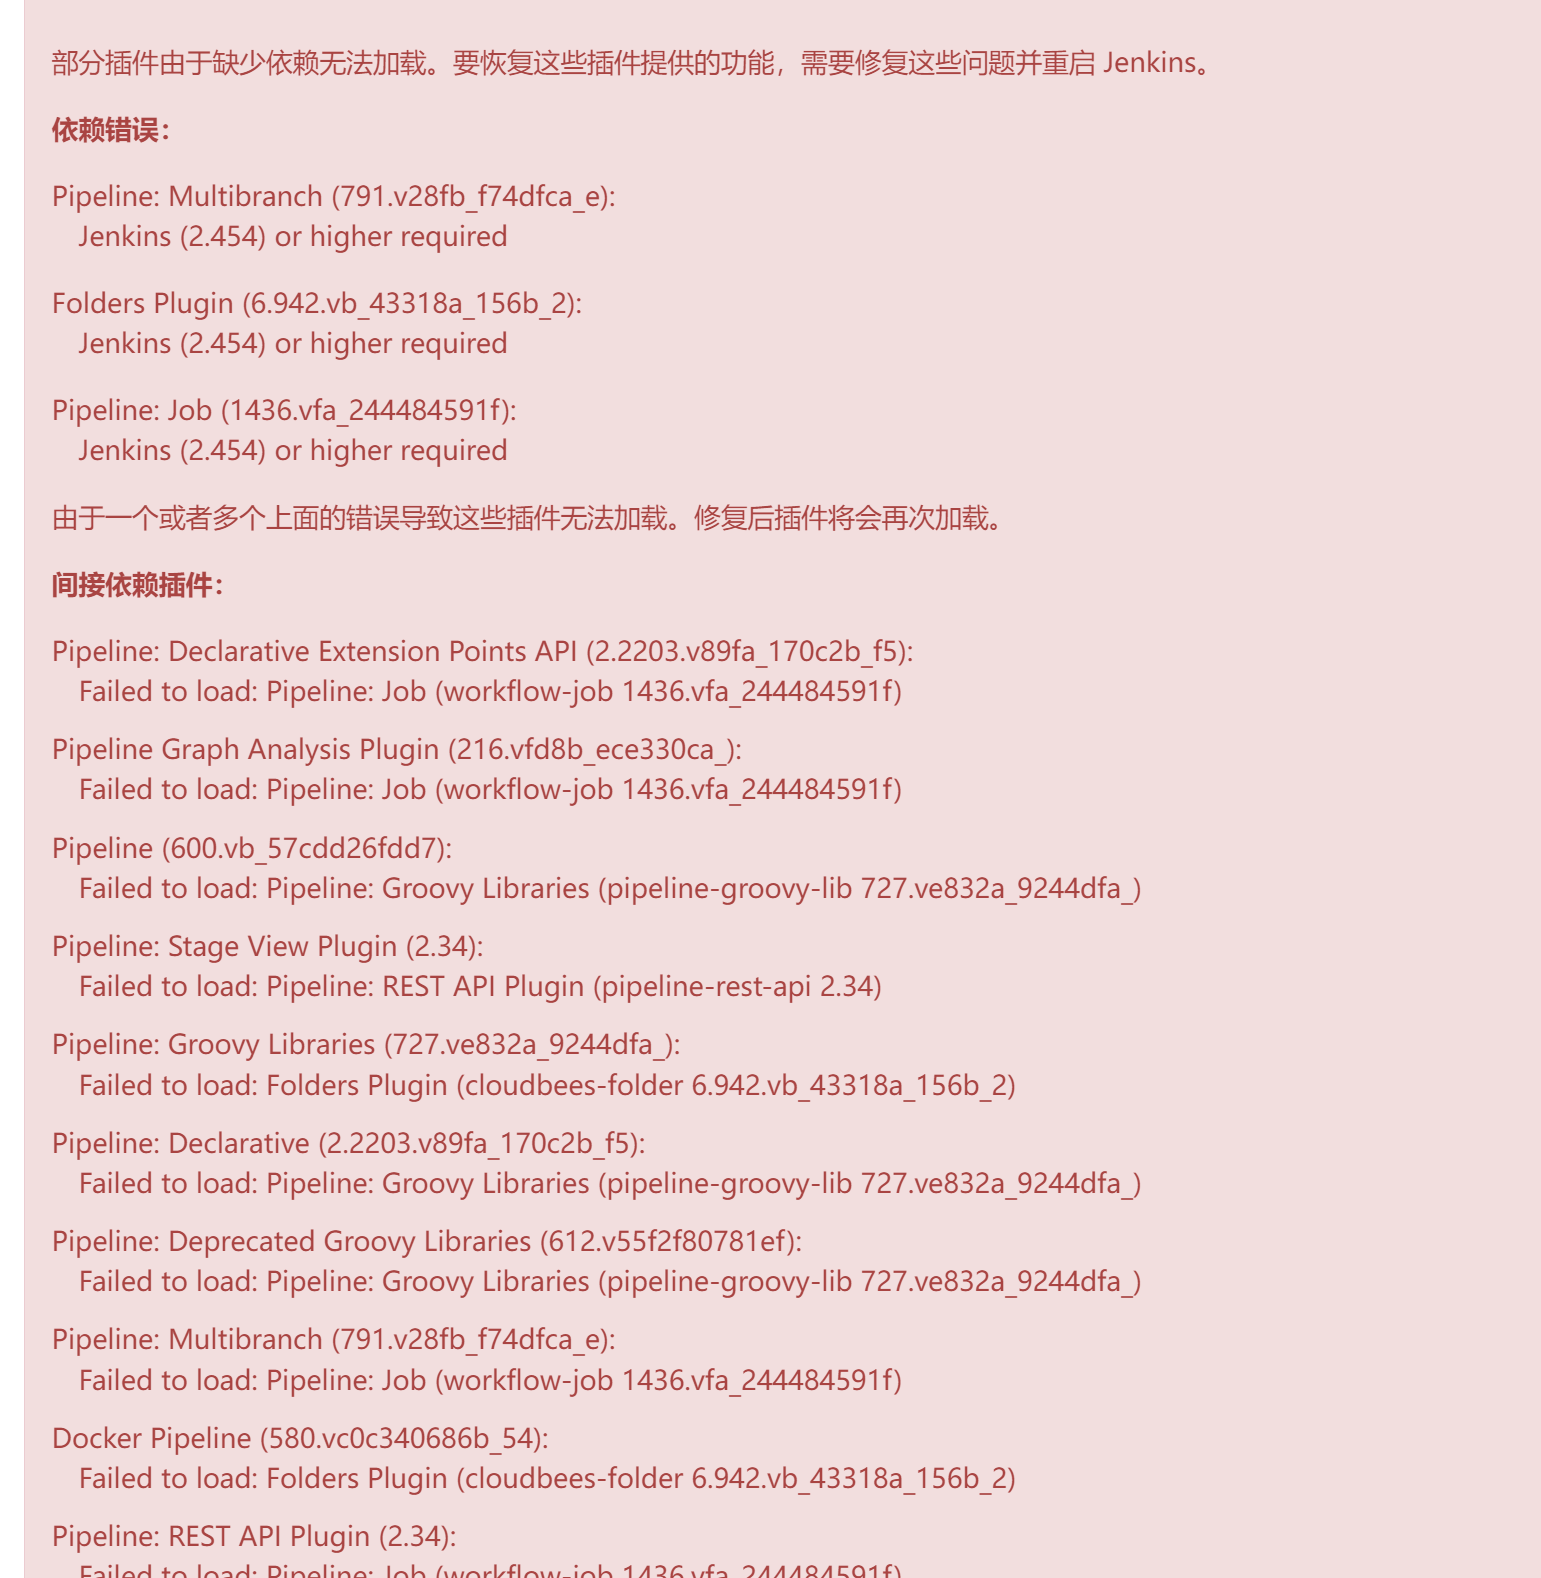 部分插件由于缺少依赖无法加载。要恢复这些插件提供的功能，需要修复这些问题并重启 Jenkins。
依赖错误：
Pipeline: Multibranch (791.v28fb_f74dfca_e):
Jenkins (2.454) or higher required
Folders Plugin (6.942.vb_43318a_156b_2):
Jenkins (2.454) or higher required
Pipeline: Job (1436.vfa_244484591f):
Jenkins (2.454) or higher required
由于一个或者多个上面的错误导致这些插件无法加载。修复后插件将会再次加载。
间接依赖插件：
Pipeline: Declarative Extension Points API (2.2203.v89fa_170c2b_f5):
Failed to load: Pipeline: Job (workflow-job 1436.vfa_244484591f)
Pipeline Graph Analysis Plugin (216.vfd8b_ece330ca_):
Failed to load: Pipeline: Job (workflow-job 1436.vfa_244484591f)
Pipeline (600.vb_57cdd26fdd7):
Failed to load: Pipeline: Groovy Libraries (pipeline-groovy-lib 727.ve832a_9244dfa_)
Pipeline: Stage View Plugin (2.34):
Failed to load: Pipeline: REST API Plugin (pipeline-rest-api 2.34)
Pipeline: Groovy Libraries (727.ve832a_9244dfa_):
Failed to load: Folders Plugin (cloudbees-folder 6.942.vb_43318a_156b_2)
Pipeline: Declarative (2.2203.v89fa_170c2b_f5):
Failed to load: Pipeline: Groovy Libraries (pipeline-groovy-lib 727.ve832a_9244dfa_)
Pipeline: Deprecated Groovy Libraries (612.v55f2f80781ef):
Failed to load: Pipeline: Groovy Libraries (pipeline-groovy-lib 727.ve832a_9244dfa_)
Pipeline: Multibranch (791.v28fb_f74dfca_e):
Failed to load: Pipeline: Job (workflow-job 1436.vfa_244484591f)
Docker Pipeline (580.vc0c340686b_54):
Failed to load: Folders Plugin (cloudbees-folder 6.942.vb_43318a_156b_2)
Pipeline: REST API Plugin (2.34):
Failed to load: Pipeline: Job (workflow-job 1436.vfa_244484591f)